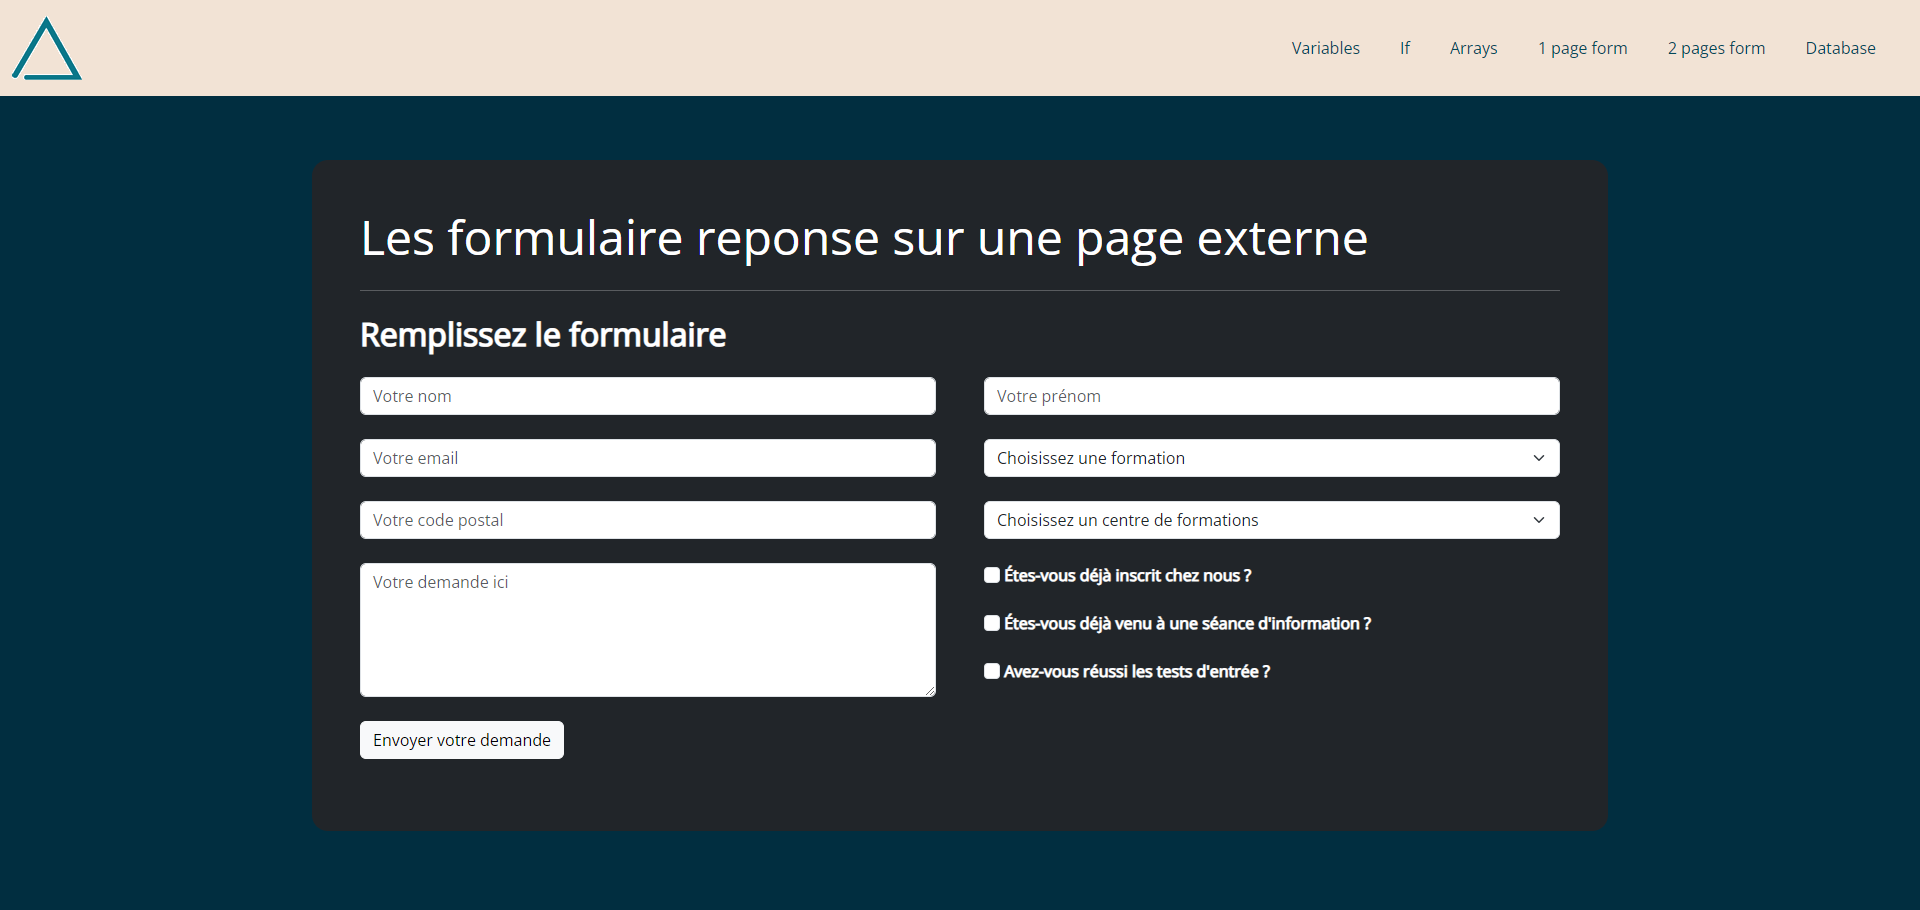 Variables If Arrays 1 page form 2 pages form Database
Les formulaire reponse sur une page externe
Remplissez le formulaire
Votre nom
Votre prénom
Votre email
Choisissez une formation
Votre code postal
Choisissez un centre de formations
Votre demande ici
Étes-vous déjà inscrit chez nous ?
Étes-vous déjà venu à une séance d'information ?
Avez-vous réussi les tests d'entrée ?
Envoyer votre demande